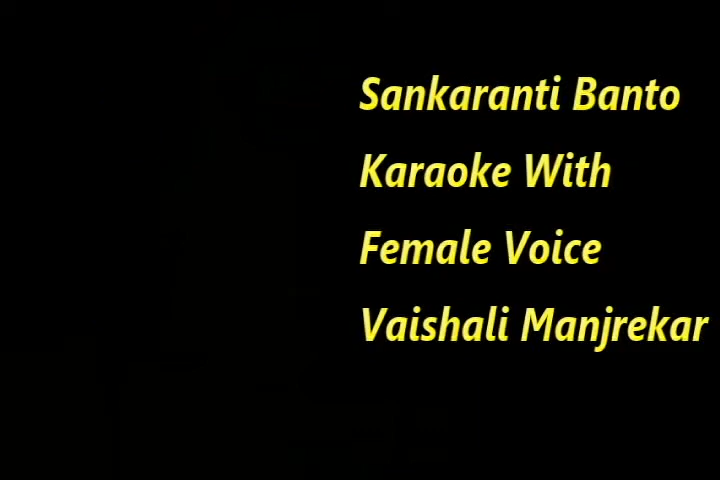 Sankaranti Banto
Karaoke With
Female Voice
Vaishali Manjrekar